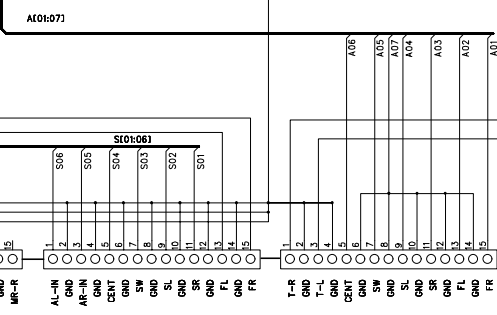 A[01:07]
A06
A05
A07
A04
A03
A02
A01
S[01:06]
S06
S05
S04
S03
S02
S01
15
1 2 3 4 5 6 7 8 9 10 11 12 13 14 15
1 2 3 4 5 6 7 8 9 10 11 12 13 14 15
GND
MR-R
AL-IN
GND
AR-IN
GND
CENT
GND
SW
GND
SL
GND
SR
GND
FL
GND
FR
T-R
GND
T-L
GND
CENT
GND
SW
GND
SL
GND
SR
GND
FL
GND
FR